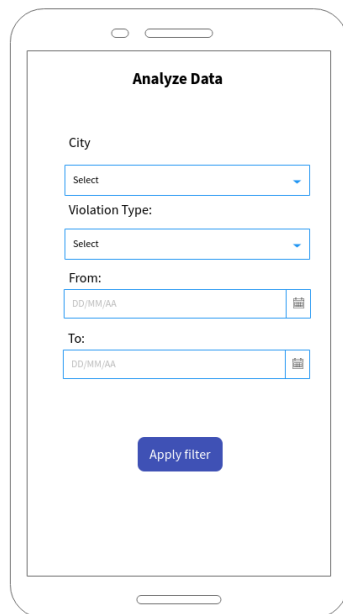 Analyze Data
City
Select
Violation Type:
Select
From:
DD/MM/AA
To:
DD/MM/AA
Apply filter